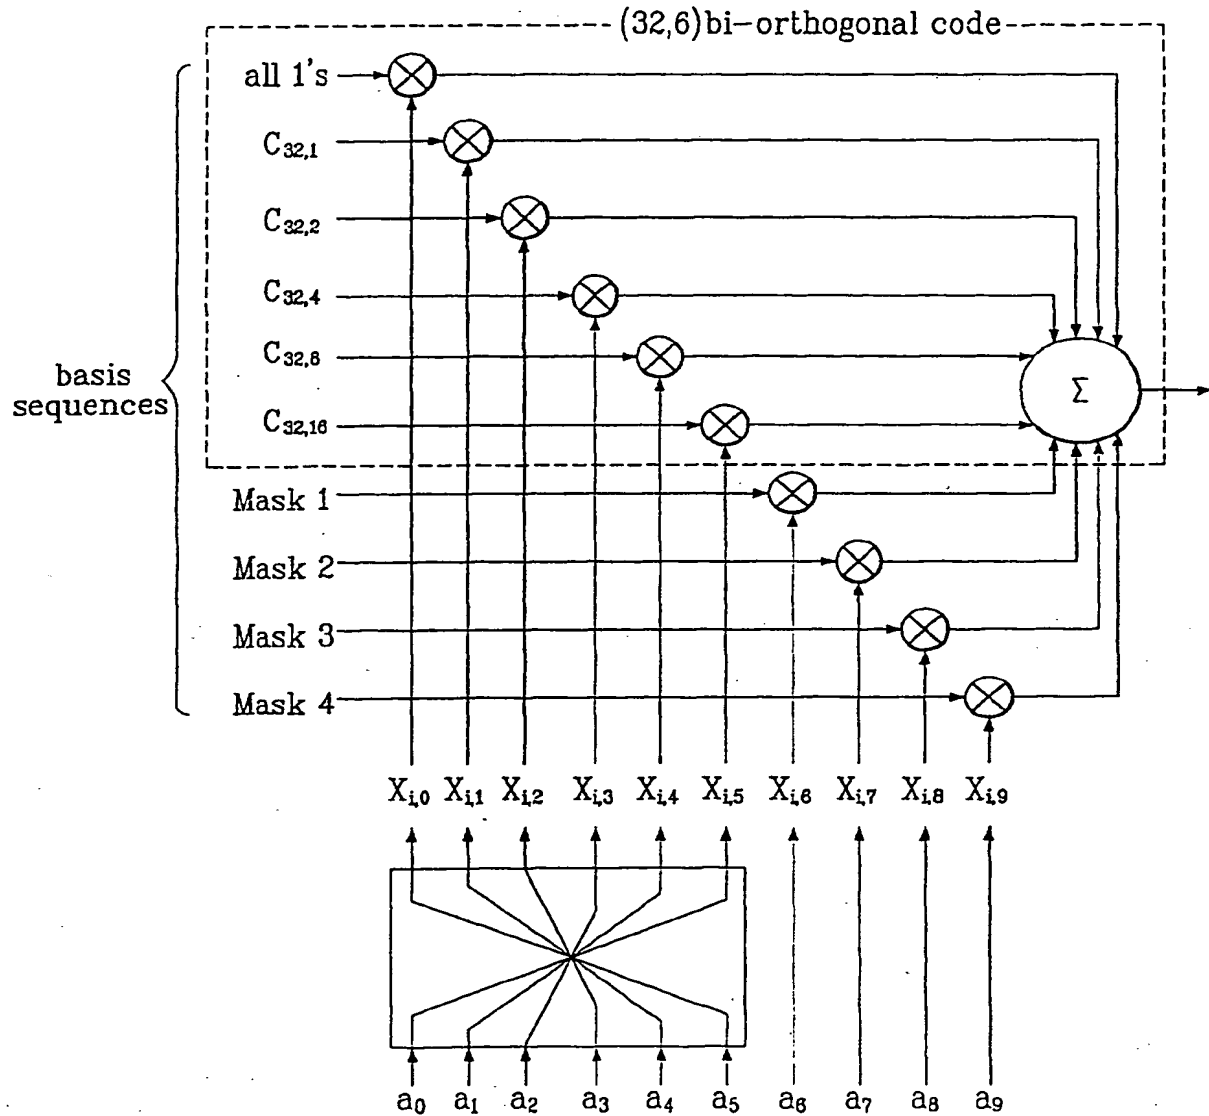 (32,6)bi-orthogonal code
all 1's
C32,1
C32,2
C32,4
C32,8
C32,16
basis
sequences
Σ
Mask 1
Mask 2
Mask 3
Mask 4
Xi,0 Xi,1 Xi,2 Xi,3 Xi,4 Xi,5 Xi,6 Xi,7 Xi,8 Xi,9
a0 a1 a2 a3 a4 a5 a6 a7 a8 a9